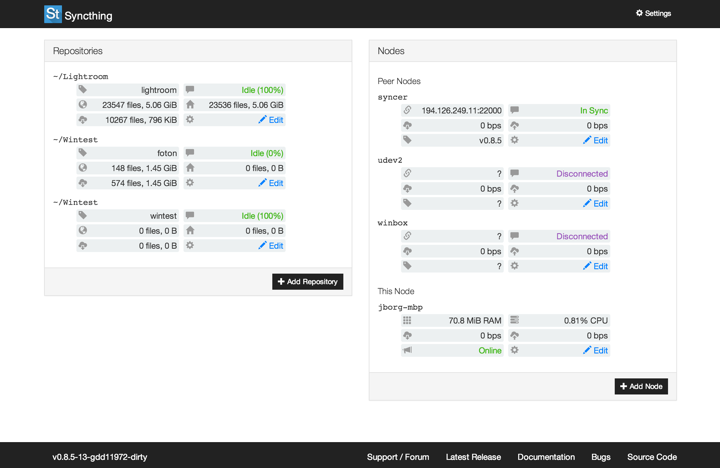 St Syncthing
Settings
Repositories
~/Lightroom
lightroom Idle (100%)
23547 files, 5.06 GiB 23536 files, 5.06 GiB
10267 files, 796 KiB Edit
~/Wintest
foton Idle (0%)
148 files, 1.45 GiB 0 files, 0 B
574 files, 1.45 GiB Edit
~/Wintest
wintest Idle (100%)
0 files, 0 B 0 files, 0 B
0 files, 0 B Edit
Add Repository
Nodes
Peer Nodes
syncer
194.126.249.11:22000 In Sync
0 bps 0 bps
v0.8.5 Edit
udev2
? Disconnected
0 bps 0 bps
? Edit
winbox
? Disconnected
0 bps 0 bps
? Edit
This Node
jborg-mbp
70.8 MiB RAM 0.81% CPU
0 bps 0 bps
Online Edit
Add Node
v0.8.5-13-gdd11972-dirty
Support / Forum Latest Release Documentation Bugs Source Code